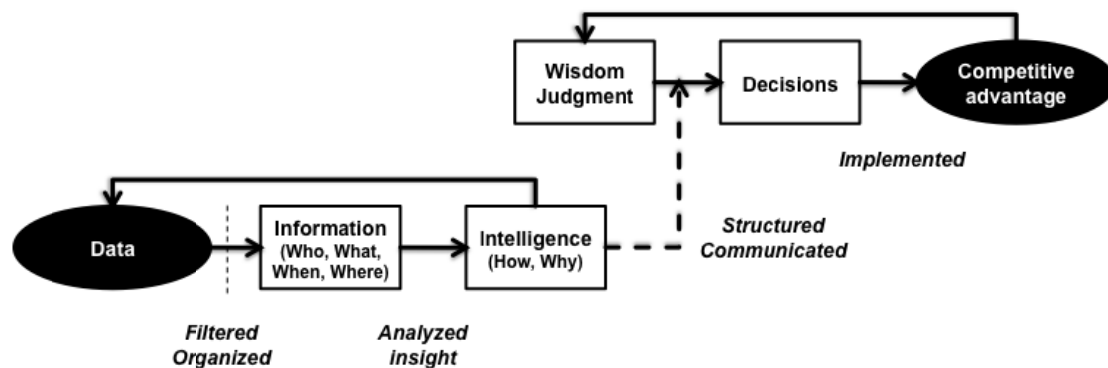 Wisdom
Judgment
Decisions
Competitive
advantage
Implemented
Data
Information
(Who, What,
When, Where)
Intelligence
(How, Why)
Structured
Communicated
Filtered
Organized
Analyzed
insight